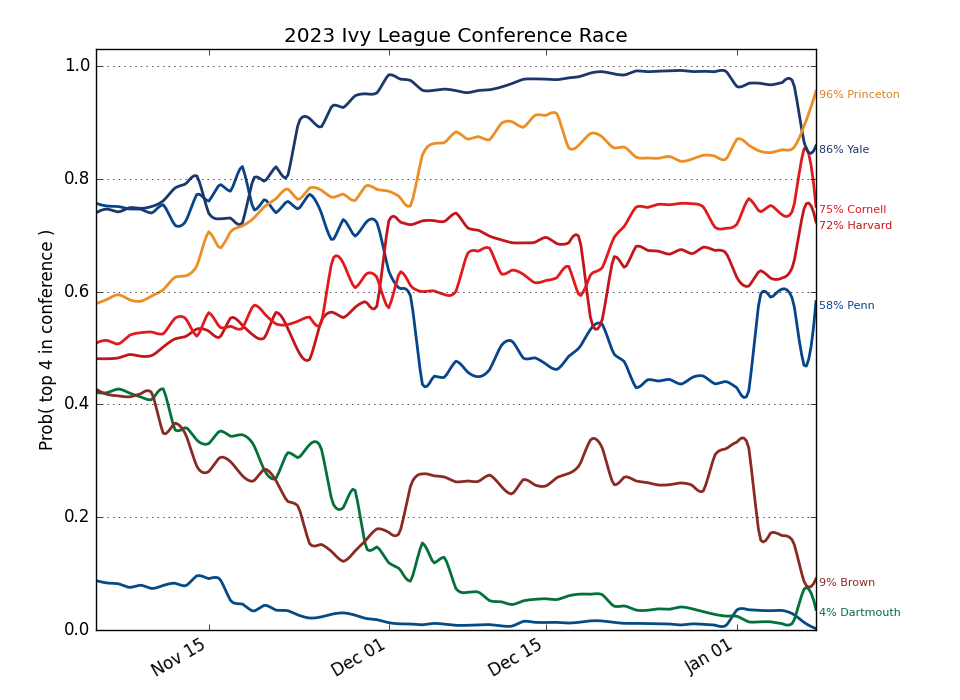 2023 Ivy League Conference Race
Prob( top 4 in conference )
1.0
0.8
0.6
0.4
0.2
0.0
Nov 15
Dec 01
Dec 15
Jan 01
96% Princeton
86% Yale
75% Cornell
72% Harvard
58% Penn
9% Brown
4% Dartmouth